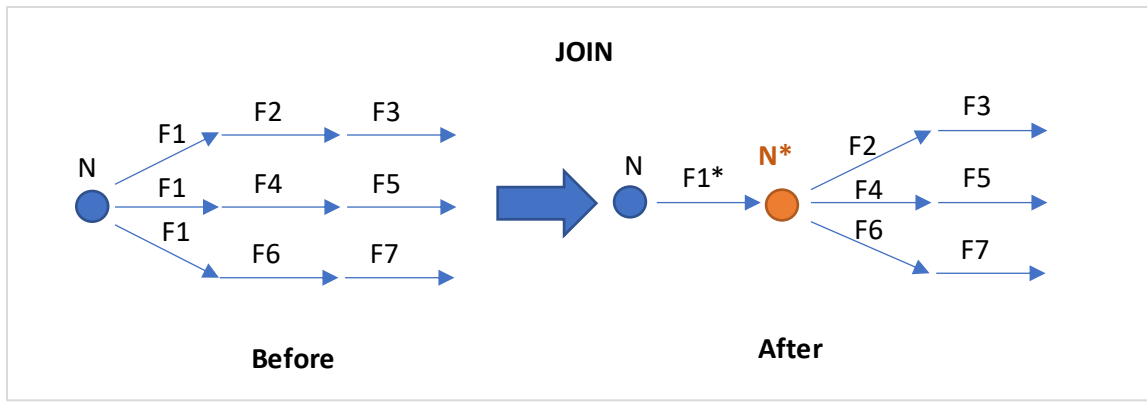 JOIN
F1 F2 F3
N F1 F4 F5
F1 F6 F7
Before
N F1* N* F2 F3
F4 F5
F6 F7
After